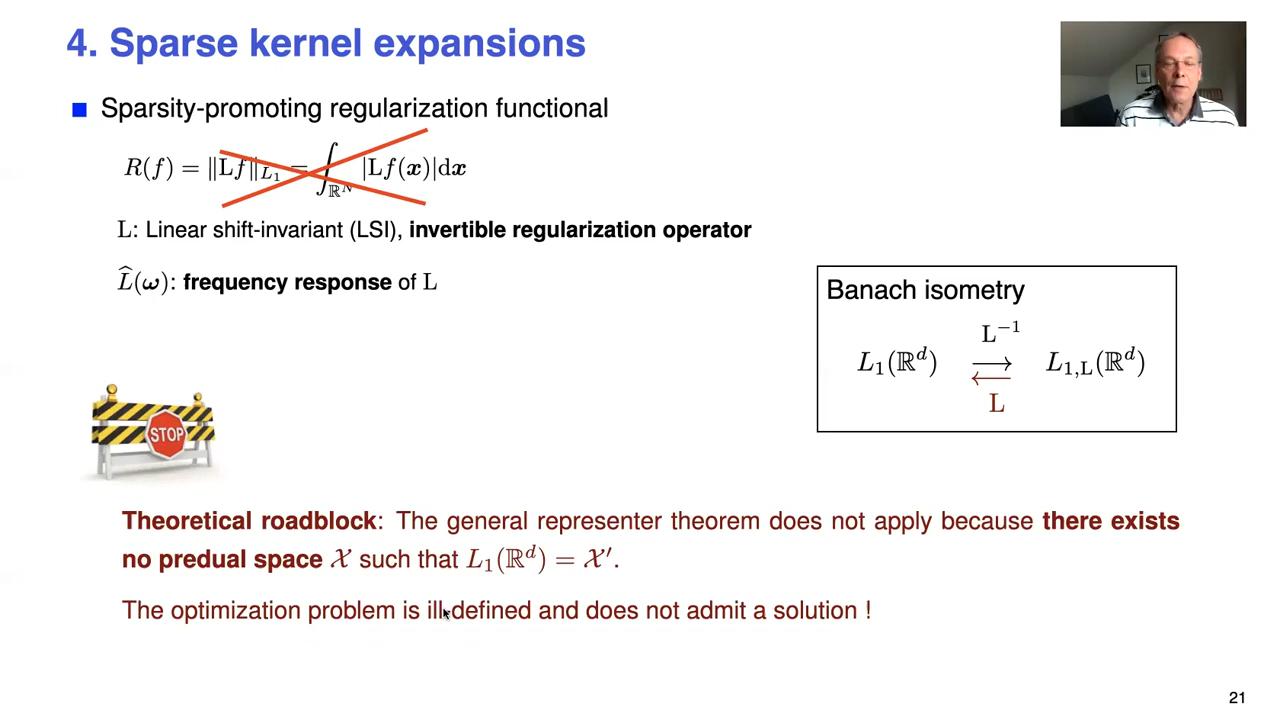 4. Sparse kernel expansions
Sparsity-promoting regularization functional
R(f) = ‖Lf‖_{L_1} = ∫_{ℝ^N} |Lf(𝒙)|d𝒙
L: Linear shift-invariant (LSI), invertible regularization operator
L̂(𝝎): frequency response of L
Banach isometry
L^{−1}
L_1(ℝ^d) ⟶ L_{1,L}(ℝ^d)
⟵
L
STOP
Theoretical roadblock: The general representer theorem does not apply because there exists
no predual space 𝒳 such that L_1(ℝ^d) = 𝒳′.
The optimization problem is ill-defined and does not admit a solution !
21